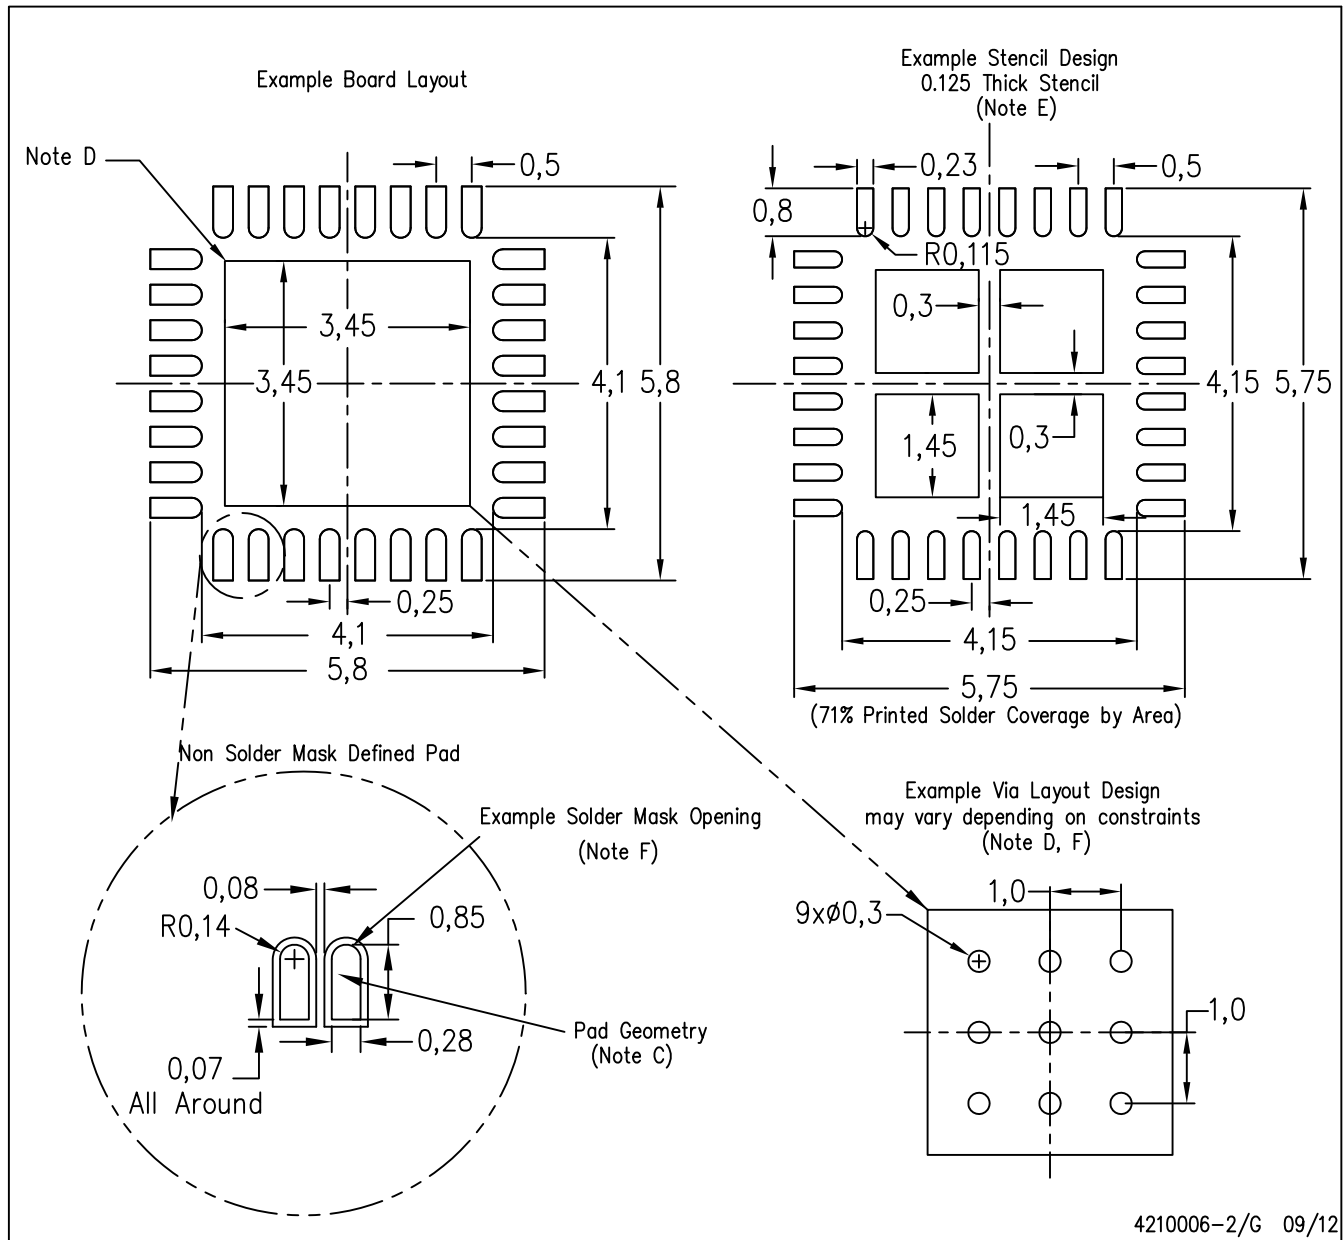 Example Board Layout
Note D
0,5
3,45
3,45
4,1
5,8
0,25
4,1
5,8
Example Stencil Design
0.125 Thick Stencil
(Note E)
0,23
0,5
0,8
R0,115
0,3
4,15
5,75
1,45
0,3
1,45
0,25
4,15
5,75
(71% Printed Solder Coverage by Area)
Non Solder Mask Defined Pad
Example Solder Mask Opening
(Note F)
0,08
R0,14
0,85
Pad Geometry
(Note C)
0,28
0,07
All Around
Example Via Layout Design
may vary depending on constraints
(Note D, F)
1,0
9xø0,3
1,0
4210006-2/G 09/12